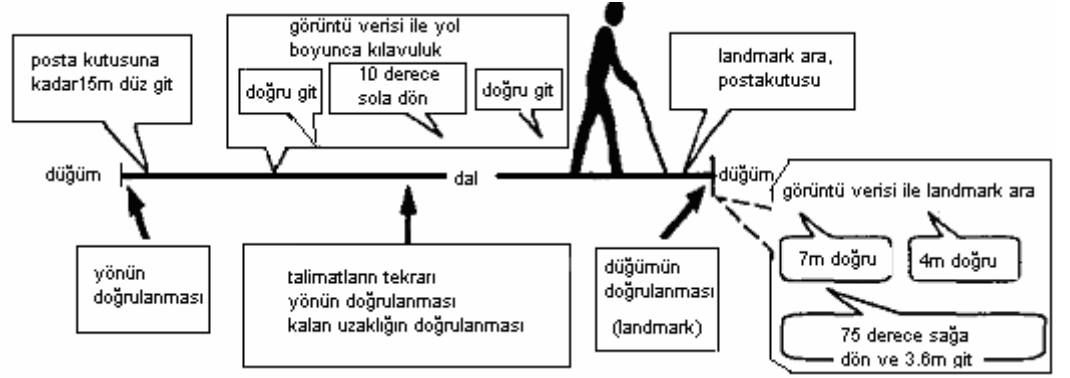 posta kutusuna
kadar15m düz git
görüntü verisi ile yol
boyunca kılavuluk
doğru git
10 derece
sola dön
doğru git
landmark ara,
postakutusu
düğüm
dal
düğüm
yönün
doğrulanması
talimatların tekrarı
yönün doğrulanması
kalan uzaklığın doğrulanması
düğümün
doğrulanması
(landmark)
görüntü verisi ile landmark ara
7m doğru
4m doğru
75 derece sağa
dön ve 3.6m git